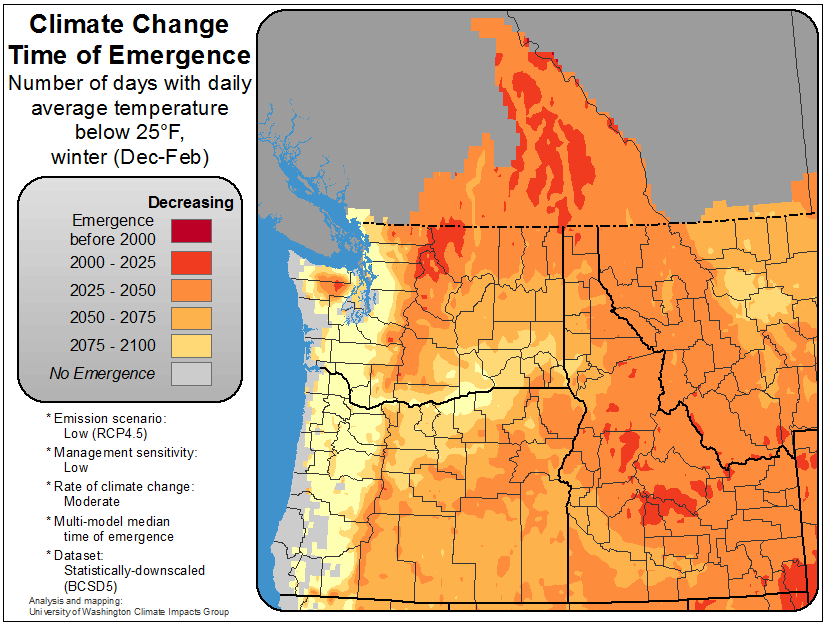 Climate Change
Time of Emergence
Number of days with daily
average temperature
below 25°F,
winter (Dec-Feb)
Decreasing
Emergence
before 2000
2000 - 2025
2025 - 2050
2050 - 2075
2075 - 2100
No Emergence
* Emission scenario:
Low (RCP4.5)
* Management sensitivity:
Low
* Rate of climate change:
Moderate
* Multi-model median
time of emergence
* Dataset:
Statistically-downscaled
(BCSD5)
Analysis and mapping:
University of Washington Climate Impacts Group